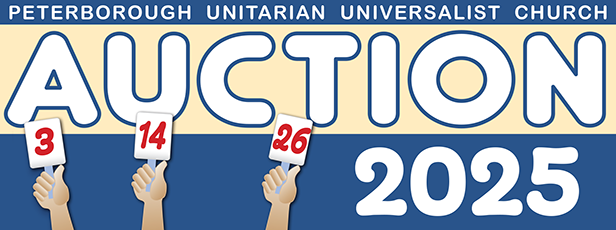 PETERBOROUGH UNITARIAN UNIVERSALIST CHURCH
AUCTION
3
14
26
2025